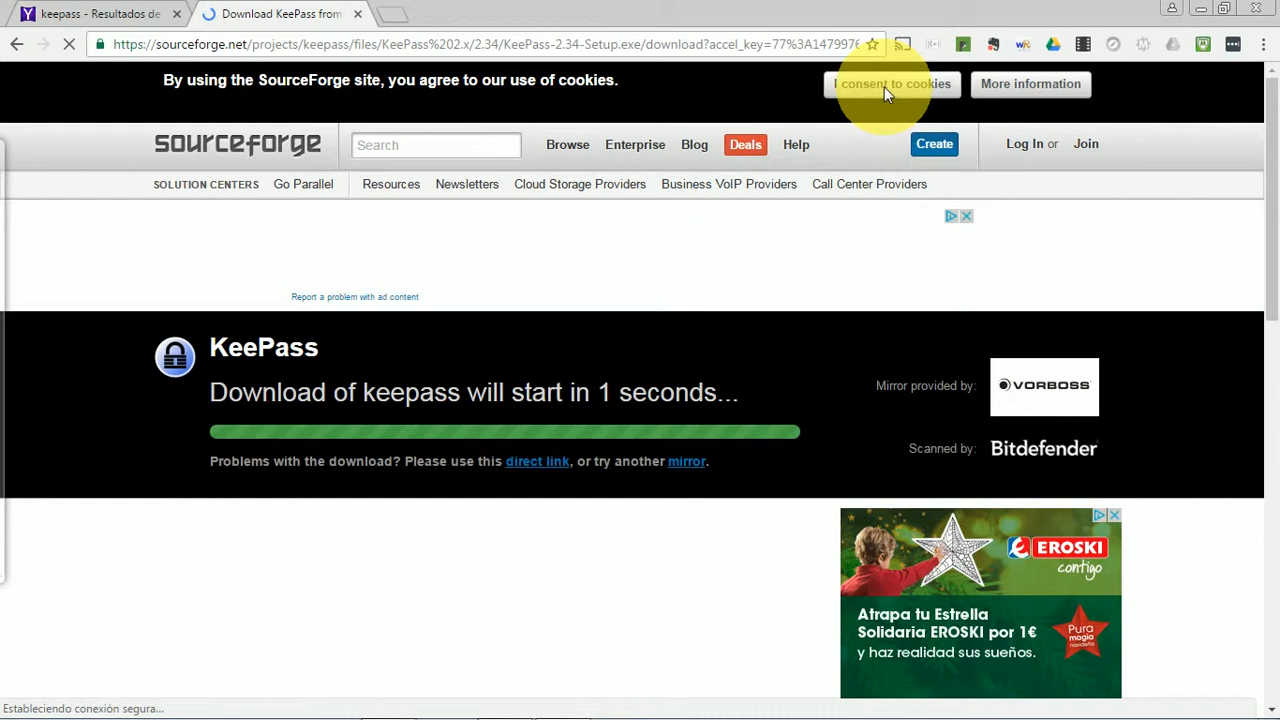 keepass - Resultados de
Download KeePass from
https://sourceforge.net/projects/keepass/files/KeePass%202.x/2.34/KeePass-2.34-Setup.exe/download?accel_key=77%3A1479976
By using the SourceForge site, you agree to our use of cookies.
I consent to cookies
More information
sourceforge
Search
Browse
Enterprise
Blog
Deals
Help
Create
Log In or
Join
SOLUTION CENTERS
Go Parallel
Resources
Newsletters
Cloud Storage Providers
Business VoIP Providers
Call Center Providers
Report a problem with ad content
KeePass
Download of keepass will start in 1 seconds...
Mirror provided by:
VORBOSS
Problems with the download? Please use this direct link, or try another mirror.
Scanned by:
Bitdefender
EROSKI
contigo
Atrapa tu Estrella
Solidaria EROSKI por 1€
y haz realidad sus sueños.
Pura
magia
navideña
Estableciendo conexión segura...